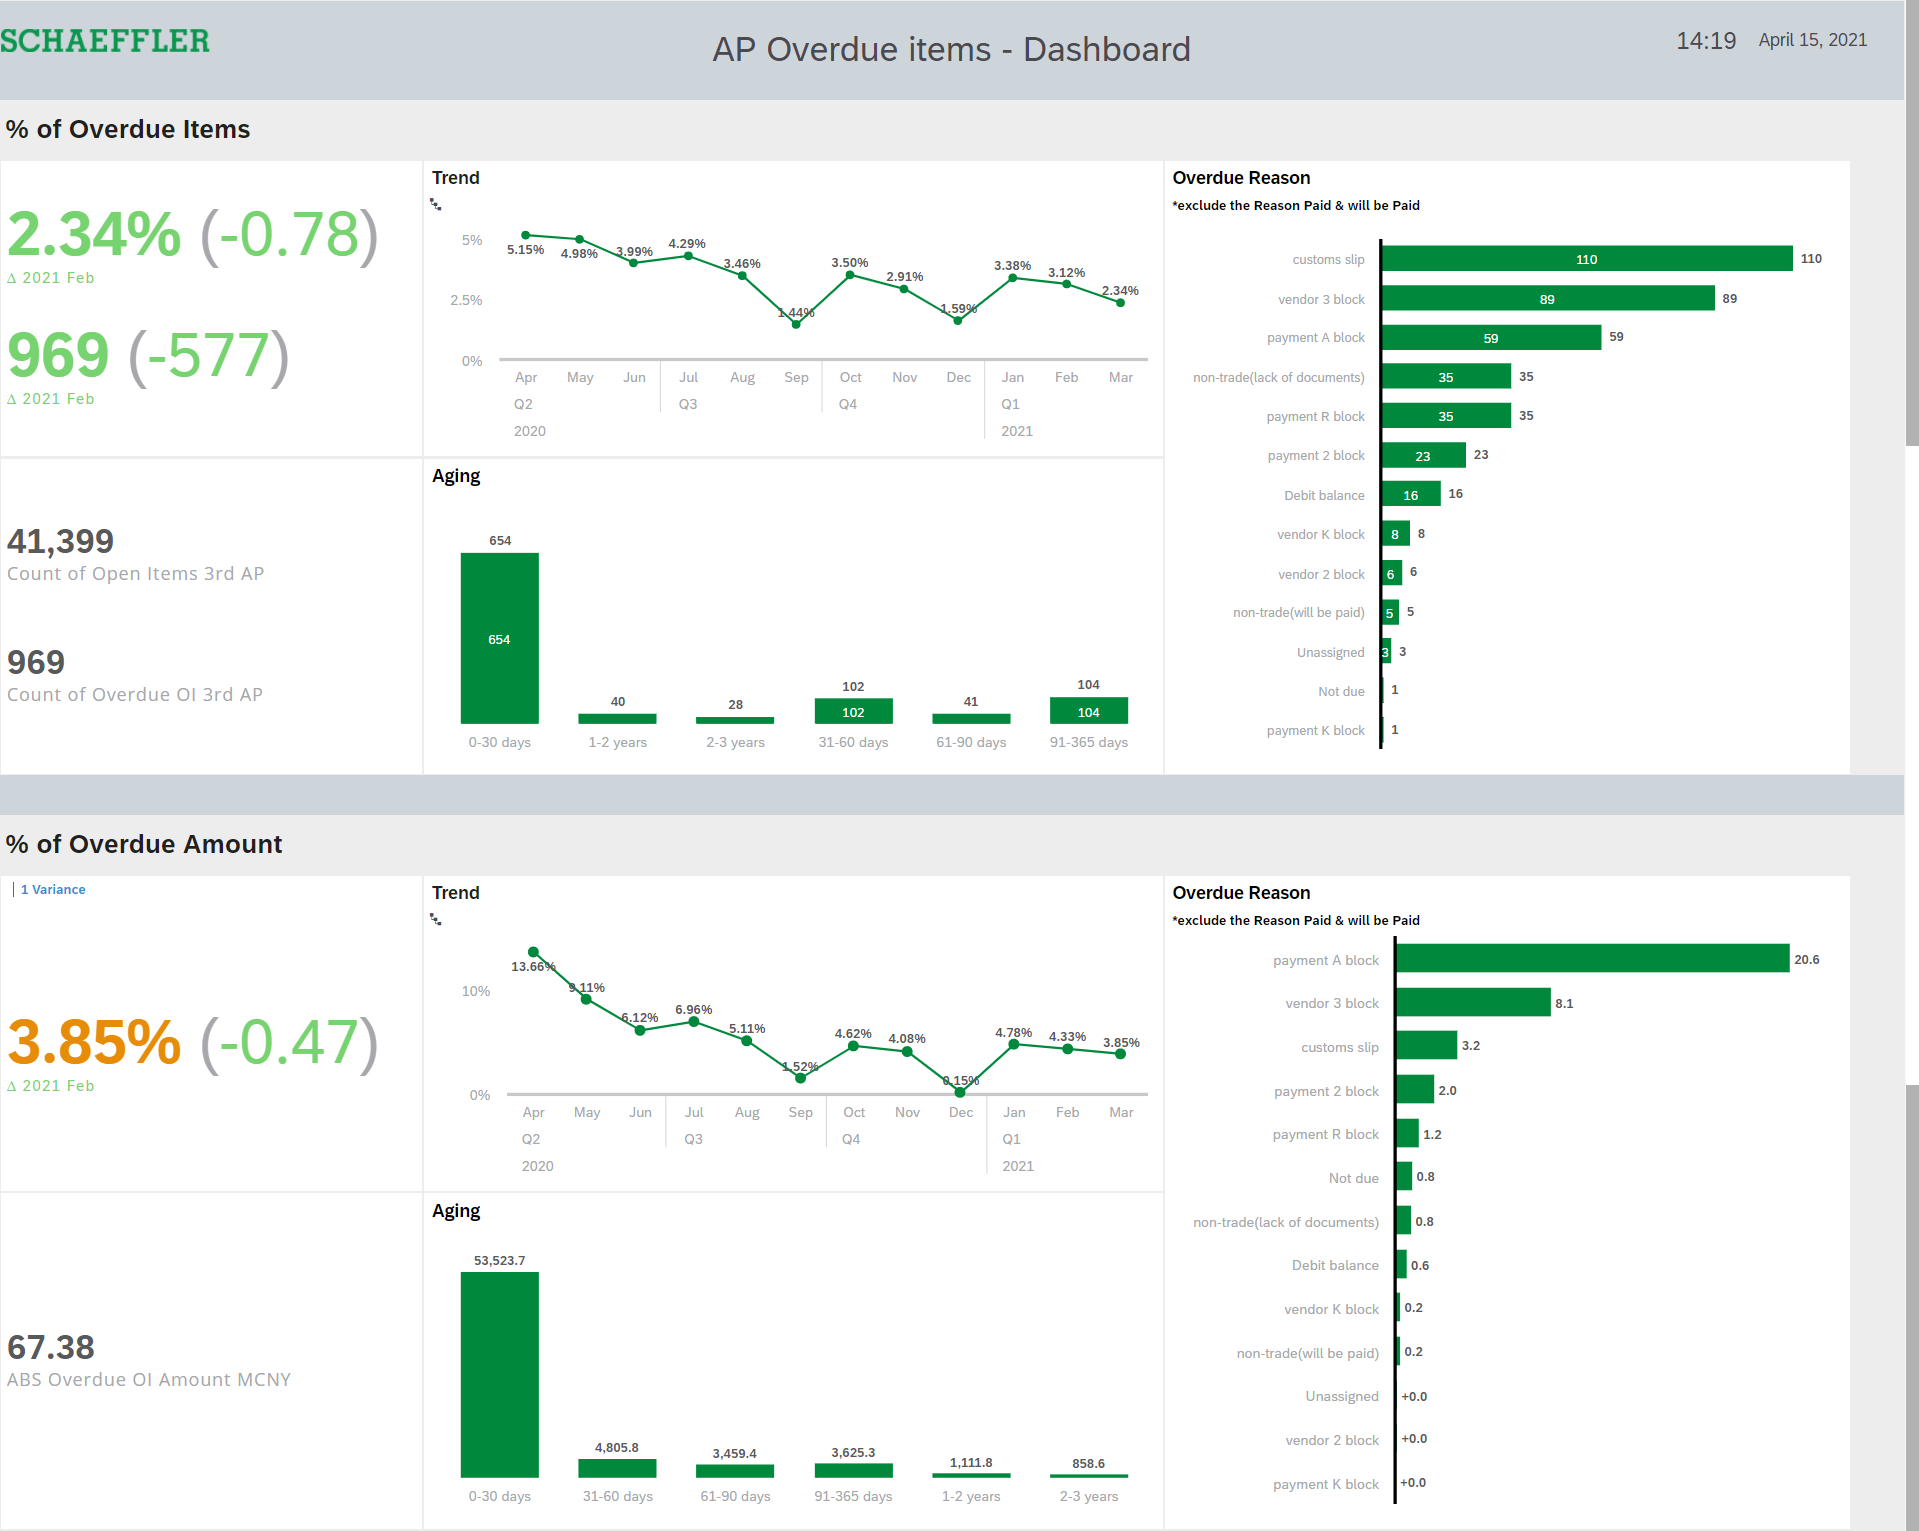 SCHAEFFLER
AP Overdue items - Dashboard
14:19 April 15, 2021
% of Overdue Items
2.34% (-0.78)
Δ 2021 Feb
969 (-577)
Δ 2021 Feb
41,399
Count of Open Items 3rd AP
969
Count of Overdue OI 3rd AP
Trend
5%
2.5%
0%
5.15% 4.98% 3.99% 4.29% 3.46% 1.44% 3.50% 2.91% 1.59% 3.38% 3.12% 2.34%
Apr May Jun Jul Aug Sep Oct Nov Dec Jan Feb Mar
Q2 Q3 Q4 Q1
2020 2021
Aging
654 40 28 102 41 104
654 102 104
0-30 days 1-2 years 2-3 years 31-60 days 61-90 days 91-365 days
Overdue Reason
*exclude the Reason Paid & will be Paid
customs slip 110 110
vendor 3 block 89 89
payment A block 59 59
non-trade(lack of documents) 35 35
payment R block 35 35
payment 2 block 23 23
Debit balance 16 16
vendor K block 8 8
vendor 2 block 6 6
non-trade(will be paid) 5 5
Unassigned 3 3
Not due 1
payment K block 1
% of Overdue Amount
1 Variance
3.85% (-0.47)
Δ 2021 Feb
67.38
ABS Overdue OI Amount MCNY
Trend
10%
0%
13.66% 9.11% 6.12% 6.96% 5.11% 1.52% 4.62% 4.08% 0.15% 4.78% 4.33% 3.85%
Apr May Jun Jul Aug Sep Oct Nov Dec Jan Feb Mar
Q2 Q3 Q4 Q1
2020 2021
Aging
53,523.7 4,805.8 3,459.4 3,625.3 1,111.8 858.6
0-30 days 31-60 days 61-90 days 91-365 days 1-2 years 2-3 years
Overdue Reason
*exclude the Reason Paid & will be Paid
payment A block 20.6
vendor 3 block 8.1
customs slip 3.2
payment 2 block 2.0
payment R block 1.2
Not due 0.8
non-trade(lack of documents) 0.8
Debit balance 0.6
vendor K block 0.2
non-trade(will be paid) 0.2
Unassigned +0.0
vendor 2 block +0.0
payment K block +0.0